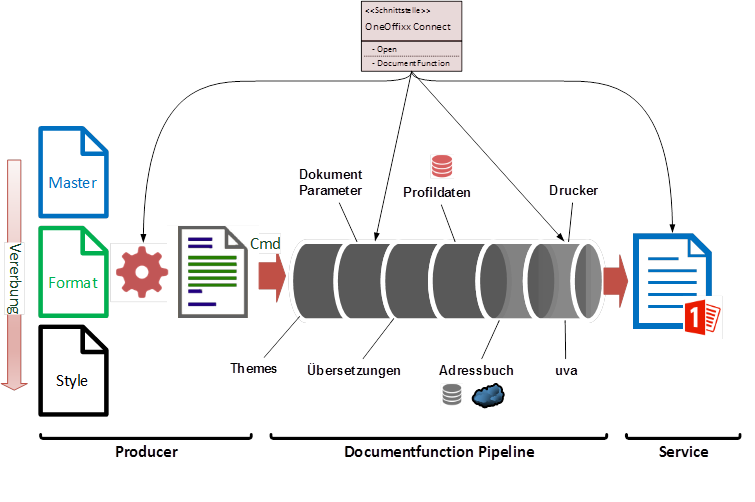 <<Schnittstelle>>
OneOffixx Connect
- Open
- DocumentFunction
Master
Dokument
Parameter
Profildaten
Drucker
Vererbung
Format
Cmd
1
Style
Themes
Übersetzungen
Adressbuch
uva
Producer
Documentfunction Pipeline
Service